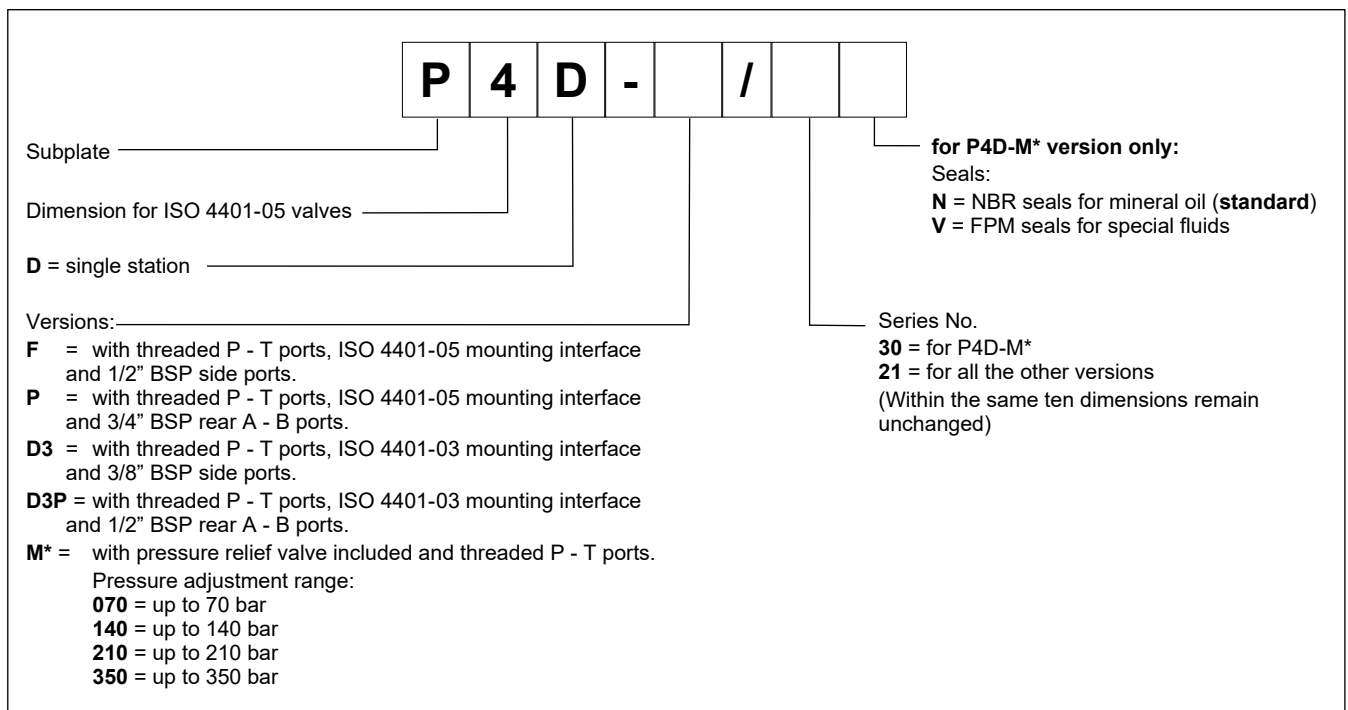 P 4 D - /
Subplate
Dimension for ISO 4401-05 valves
D = single station
Versions:
F = with threaded P - T ports, ISO 4401-05 mounting interface
and 1/2” BSP side ports.
P = with threaded P - T ports, ISO 4401-05 mounting interface
and 3/4” BSP rear A - B ports.
D3 = with threaded P - T ports, ISO 4401-03 mounting interface
and 3/8” BSP side ports.
D3P = with threaded P - T ports, ISO 4401-03 mounting interface
and 1/2” BSP rear A - B ports.
M* = with pressure relief valve included and threaded P - T ports.
Pressure adjustment range:
070 = up to 70 bar
140 = up to 140 bar
210 = up to 210 bar
350 = up to 350 bar
for P4D-M* version only:
Seals:
N = NBR seals for mineral oil (standard)
V = FPM seals for special fluids
Series No.
30 = for P4D-M*
21 = for all the other versions
(Within the same ten dimensions remain
unchanged)